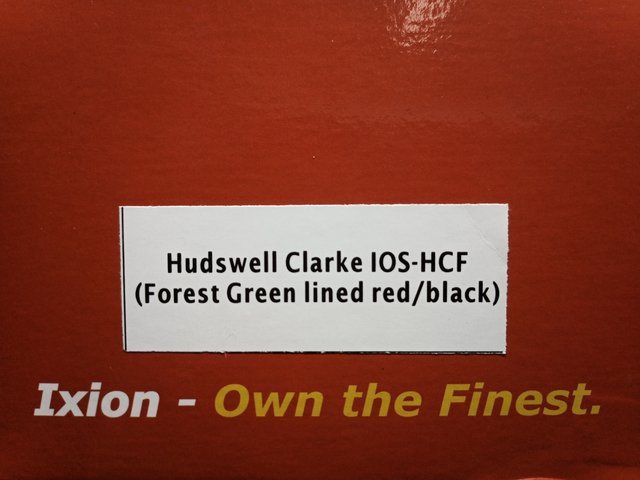 Hudswell Clarke IOS-HCF
(Forest Green lined red/black)
Ixion - Own the Finest.